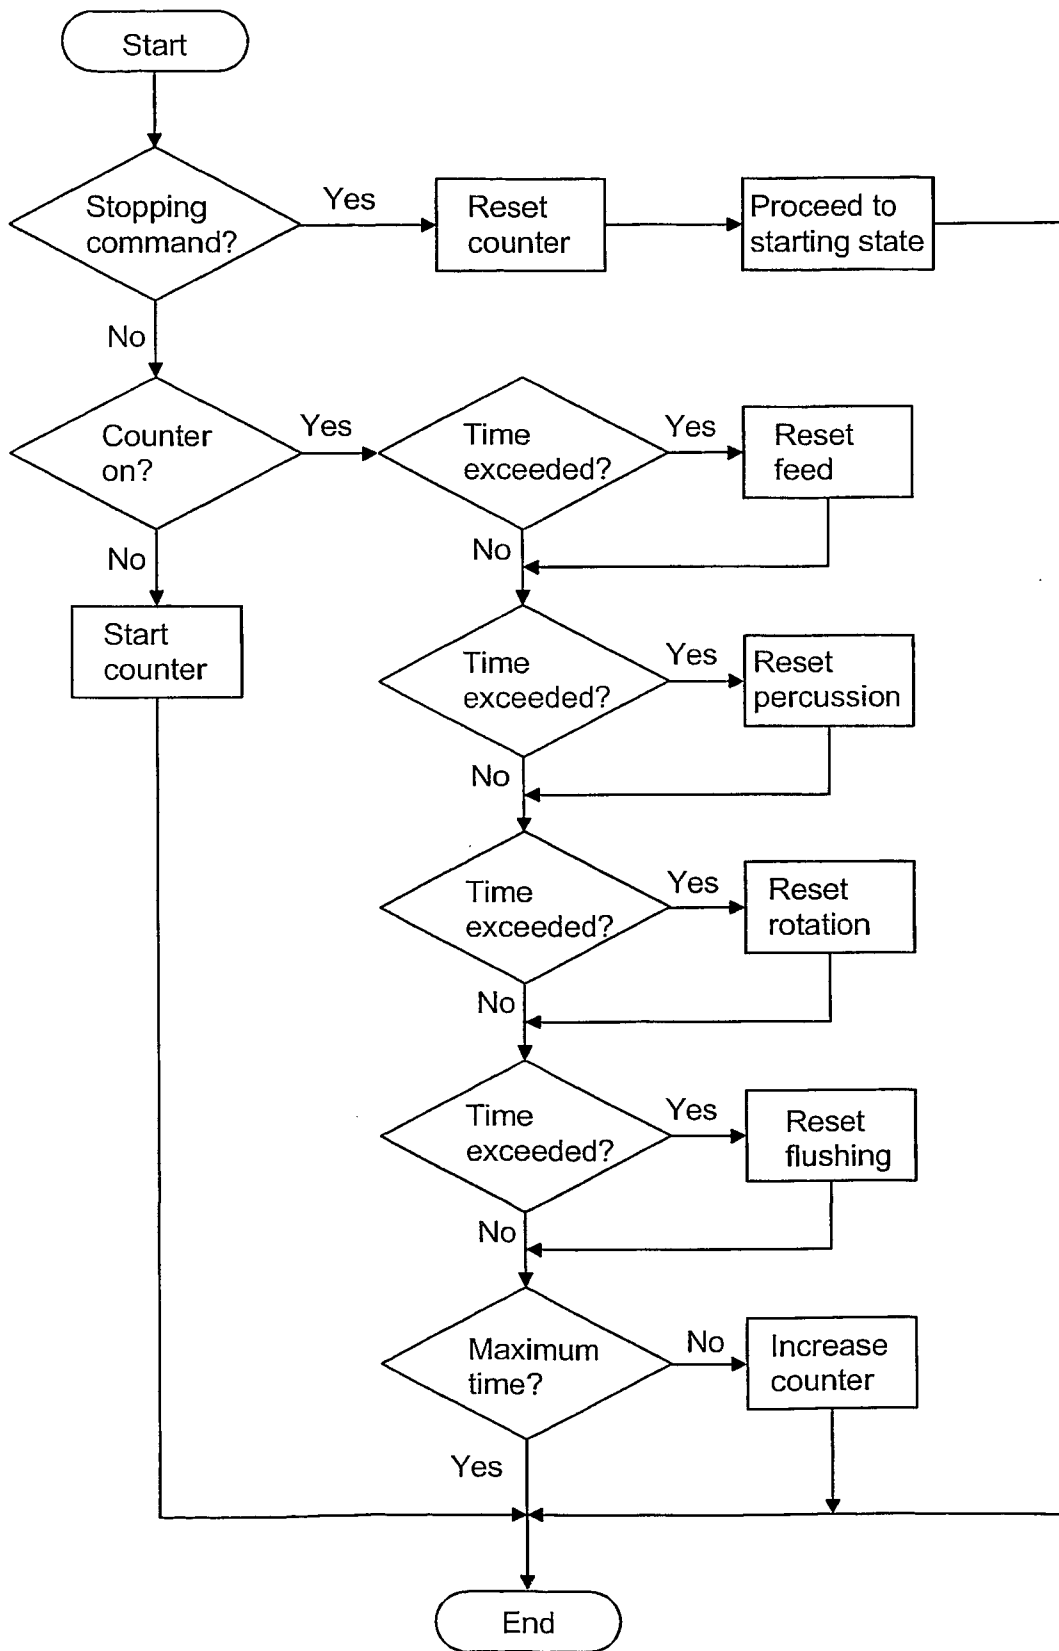 Start
Stopping
command?
Yes
Reset
counter
Proceed to
starting state
No
Counter
on?
Yes
Time
exceeded?
Yes
Reset
feed
No
Start
counter
No
Time
exceeded?
Yes
Reset
percussion
No
Time
exceeded?
Yes
Reset
rotation
No
Time
exceeded?
Yes
Reset
flushing
No
Maximum
time?
No
Increase
counter
Yes
End